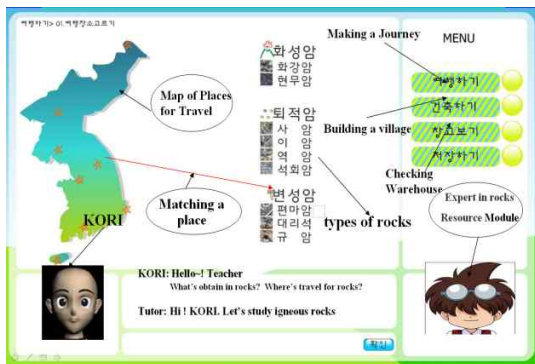 여행하기> 01.여행장소고르기
Making a Journey
MENU
화성암
화강암
현무암
여행하기
Map of Places
for Travel
건축하기
퇴적암
사 암
이 암
역 암
석회암
Building a village
창고보기
저장하기
Checking
Warehouse
Matching a
place
변성암
편마암
대리석
규 암
types of rocks
Expert in rocks
Resource Module
KORI
KORI: Hello~! Teacher
What's obtain in rocks? Where's travel for rocks?
Tutor: Hi ! KORI. Let's study igneous rocks
확인